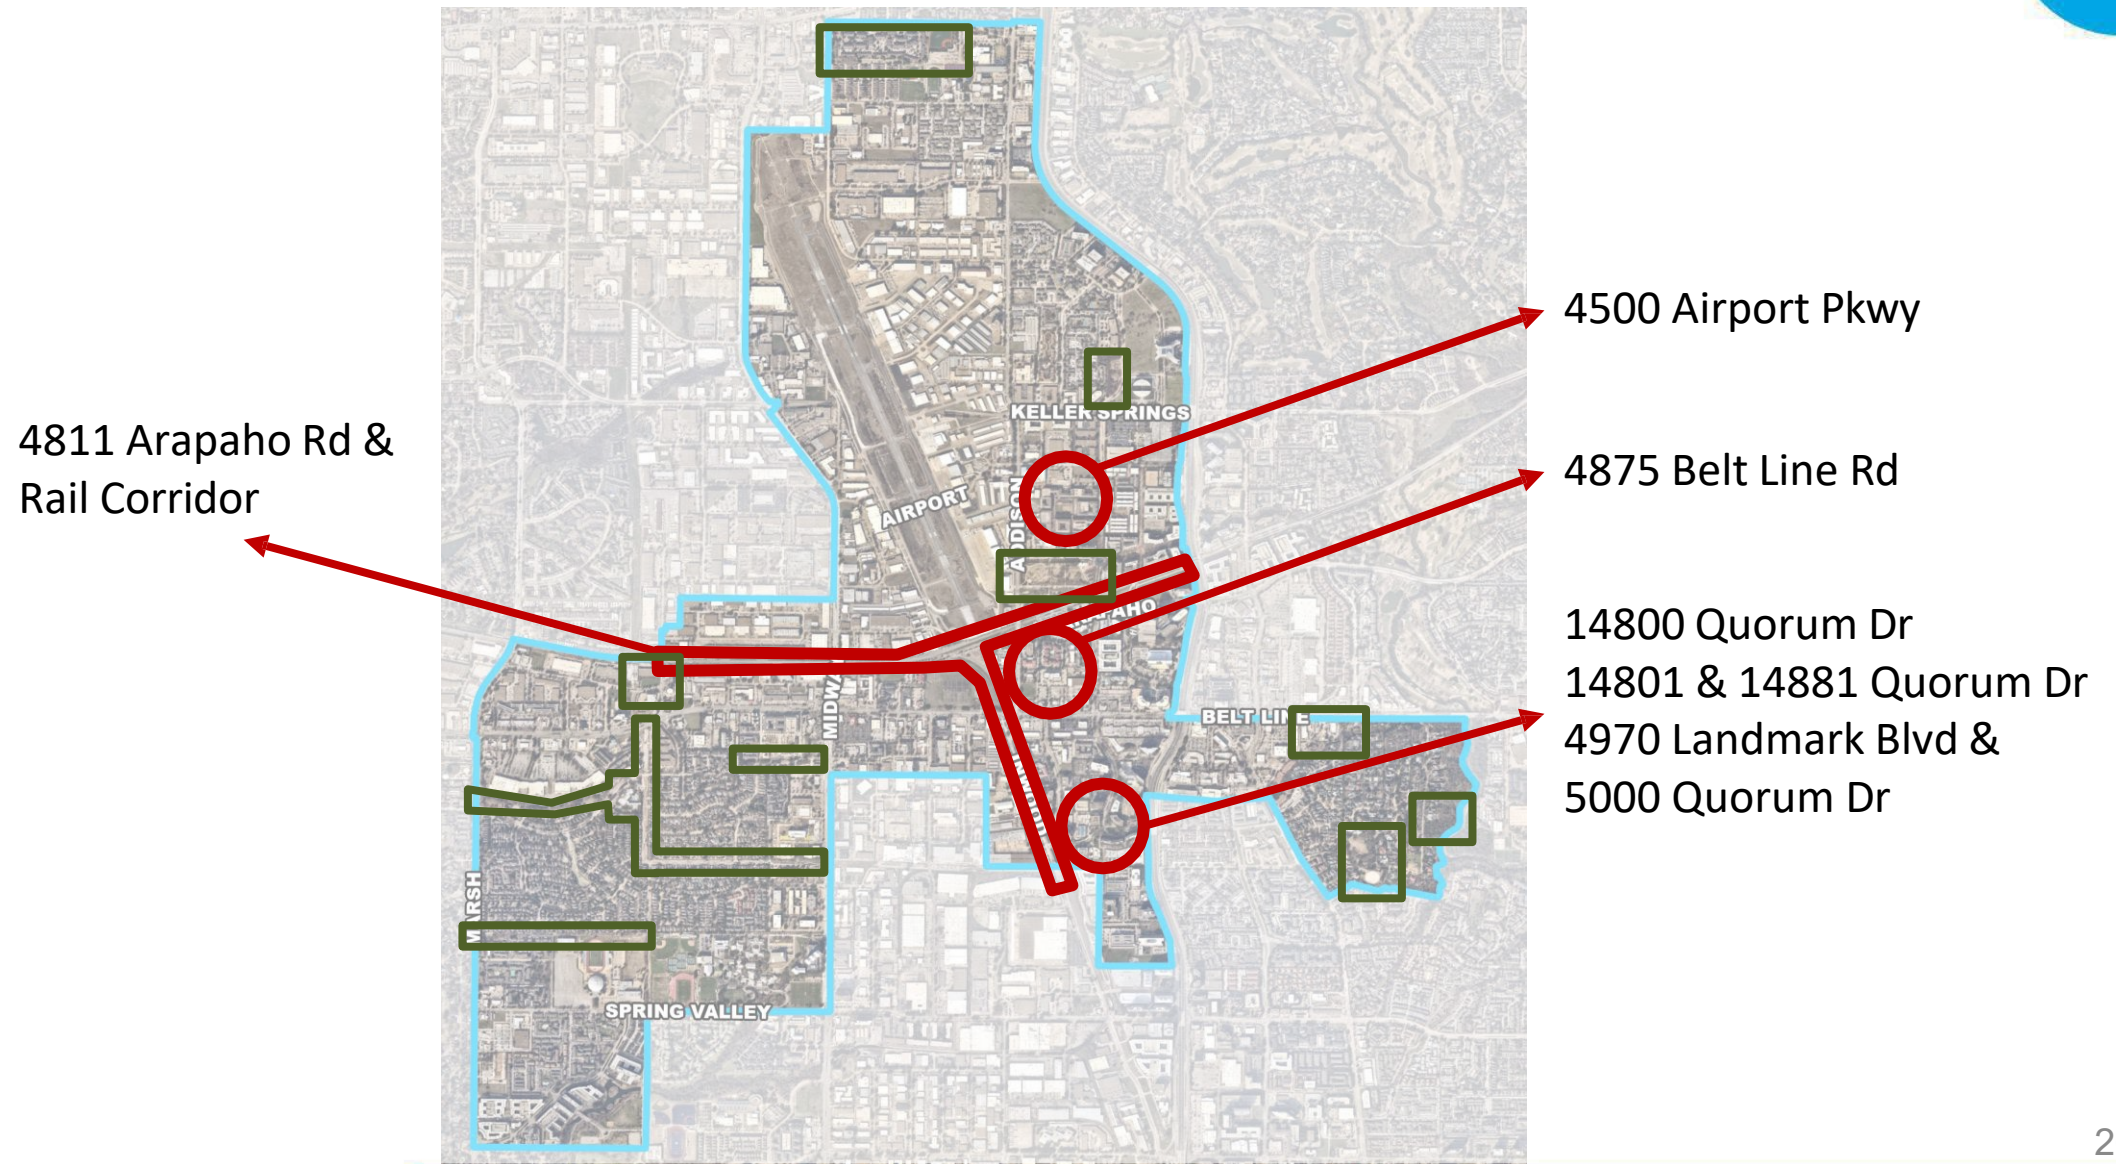 4811 Arapaho Rd &
Rail Corridor
4500 Airport Pkwy
4875 Belt Line Rd
14800 Quorum Dr
14801 & 14881 Quorum Dr
4970 Landmark Blvd &
5000 Quorum Dr
KELLER SPRINGS
AIRPORT
ADDISON
BELT LINE
SPRING VALLEY
2